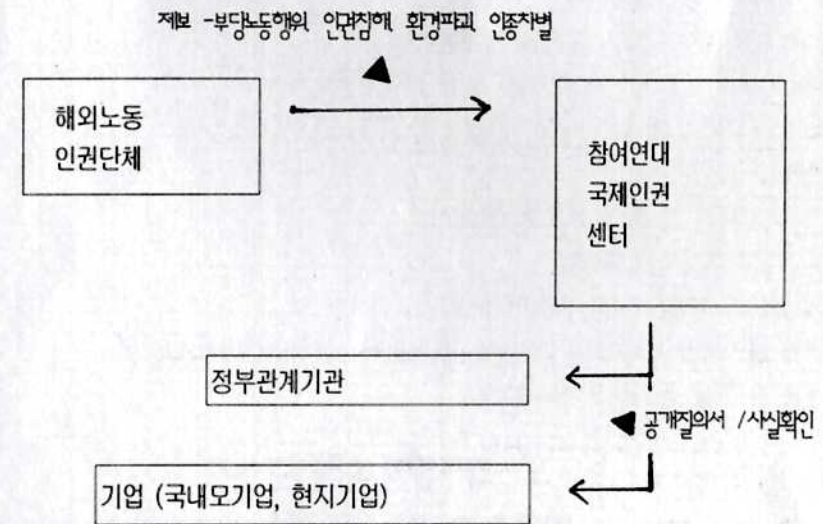 제보 -부당노동행위, 인권침해, 환경파괴, 인종차별
해외노동
인권단체
참여연대
국제인권
센터
정부관계기관
공개질의서 /사실확인
기업 (국내모기업, 현지기업)